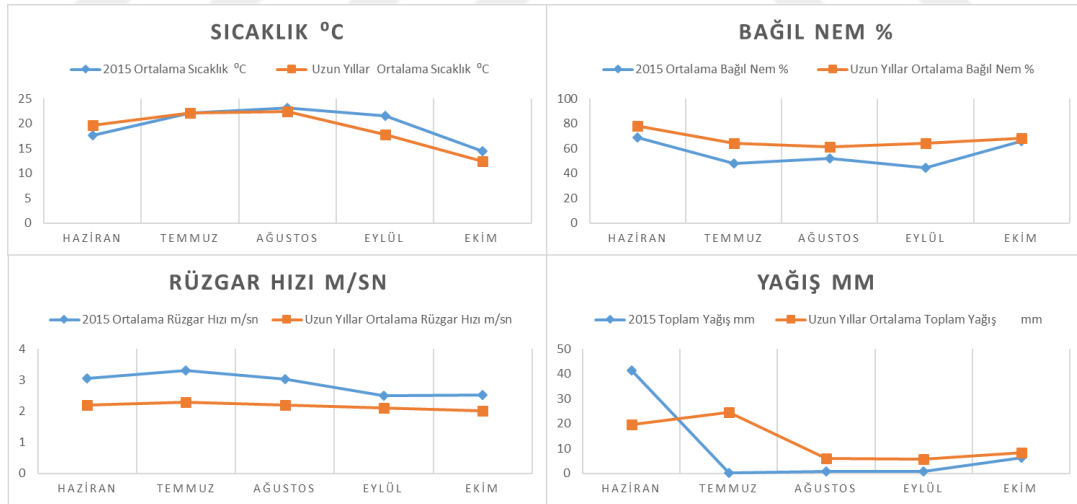 SICAKLIK ⁰C
2015 Ortalama Sıcaklık ⁰C Uzun Yıllar Ortalama Sıcaklık ⁰C
25
20
15
10
5
0
HAZİRAN TEMMUZ AĞUSTOS EYLÜL EKİM
BAĞIL NEM %
2015 Ortalama Bağıl Nem % Uzun Yıllar Ortalama Bağıl Nem %
100
80
60
40
20
0
HAZİRAN TEMMUZ AĞUSTOS EYLÜL EKİM
RÜZGAR HIZI M/SN
2015 Ortalama Rüzgar Hızı m/sn Uzun Yıllar Ortalama Rüzgar Hızı m/sn
4
3
2
1
0
HAZİRAN TEMMUZ AĞUSTOS EYLÜL EKİM
YAĞIŞ MM
2015 Toplam Yağış mm Uzun Yıllar Ortalama Toplam Yağış mm
50
40
30
20
10
0
HAZİRAN TEMMUZ AĞUSTOS EYLÜL EKİM